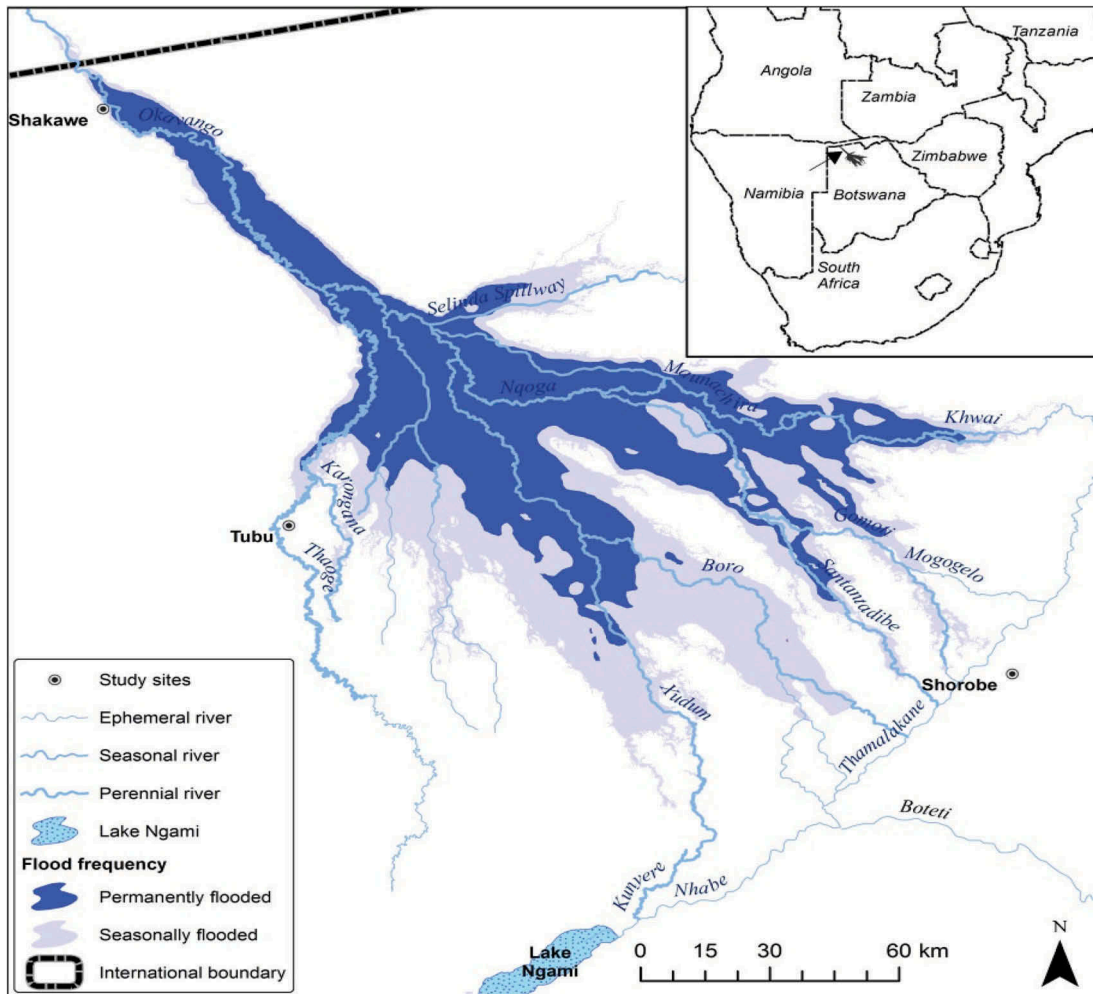 Shakawe
Okavango
Selinda Spillway
Nqoga
Maunachira
Khwai
Karongana
Tubu
Thaoge
Boro
Gomoti
Mogogelo
Santantadibe
Shorobe
Xudum
Thamalakane
Boteti
Kunyere
Nhabe
Lake
Ngami
Tanzania
Angola
Zambia
Zimbabwe
Namibia
Botswana
South
Africa
Study sites
Ephemeral river
Seasonal river
Perennial river
Lake Ngami
Flood frequency
Permanently flooded
Seasonally flooded
International boundary
0 15 30 60 km
N